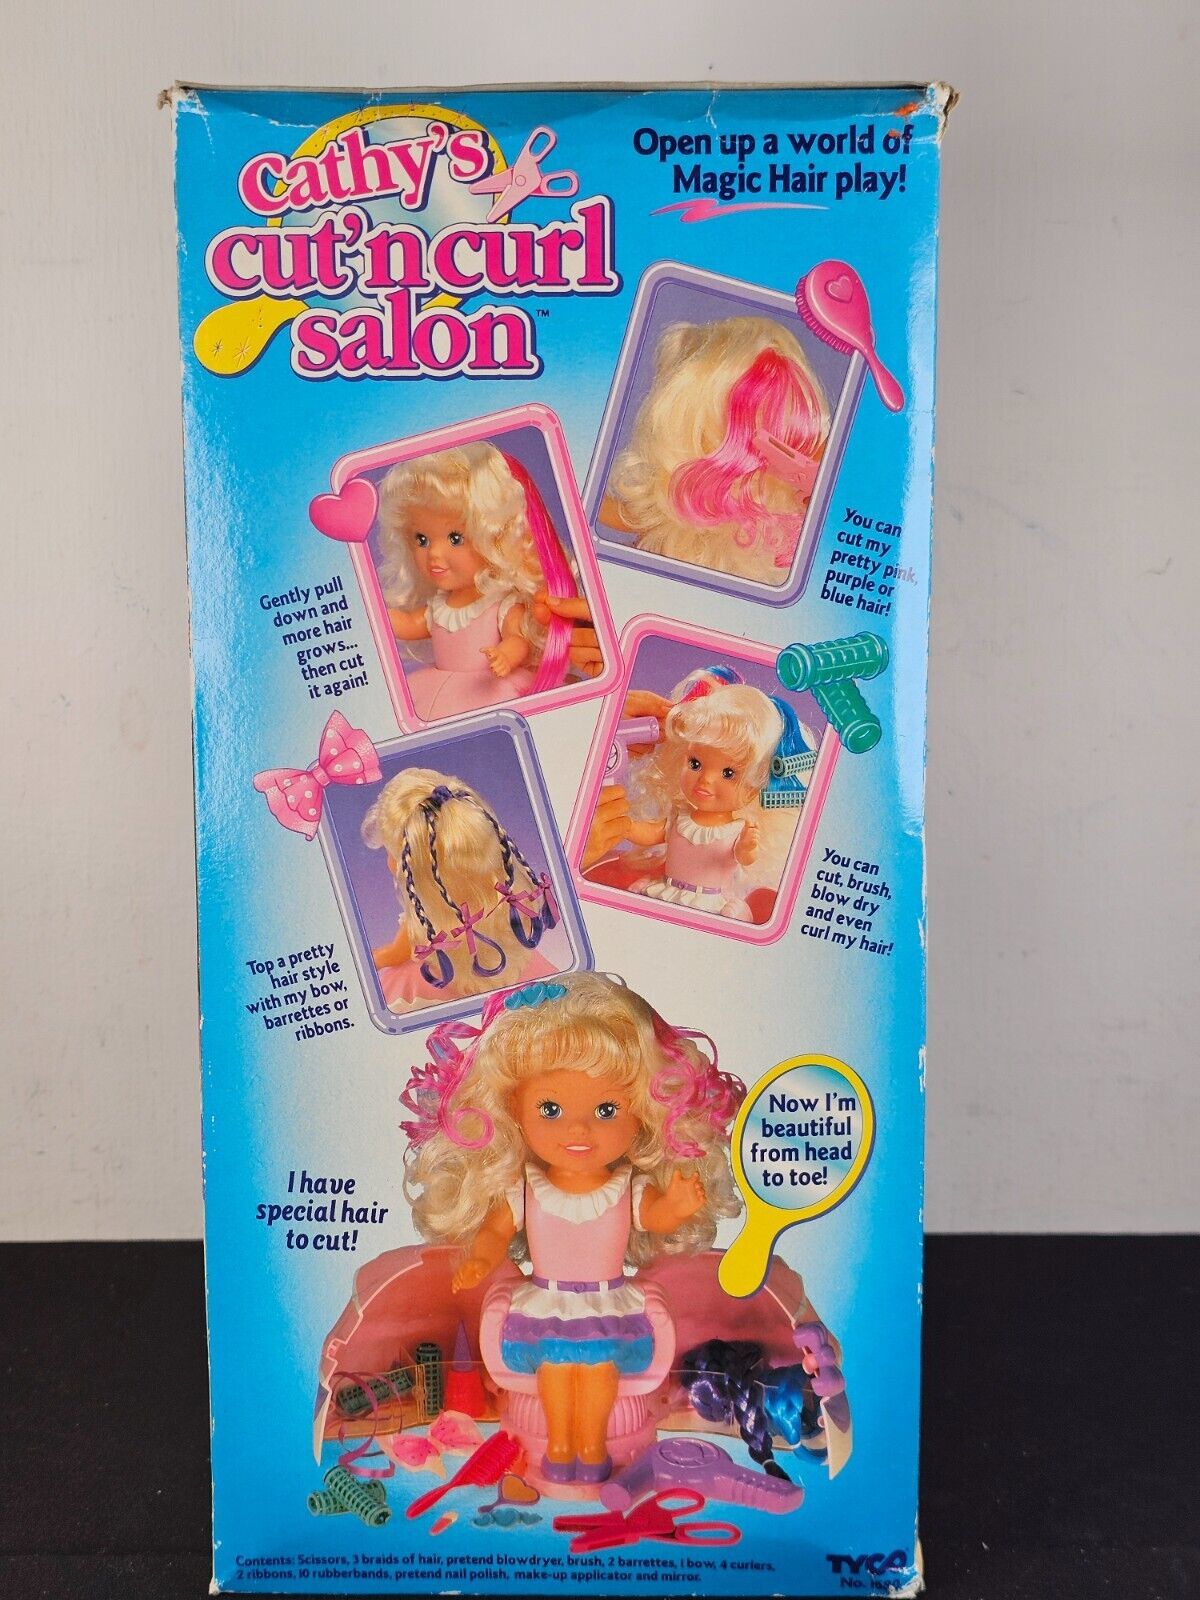 cathy's
cut'n curl
salon™
Open up a world of
Magic Hair play!
You can
cut my
pretty pink,
purple or
blue hair!
Gently pull
down and
more hair
grows...
then cut
it again!
You can
cut, brush,
blow dry
and even
curl my hair!
Top a pretty
hair style
with my bow,
barrettes or
ribbons.
Now I'm
beautiful
from head
to toe!
I have
special hair
to cut!
Contents: Scissors, 3 braids of hair, pretend blowdryer, brush, 2 barrettes, 1 bow, 4 curlers,
2 ribbons, 10 rubberbands, pretend nail polish, make-up applicator and mirror.
TYCO
No.